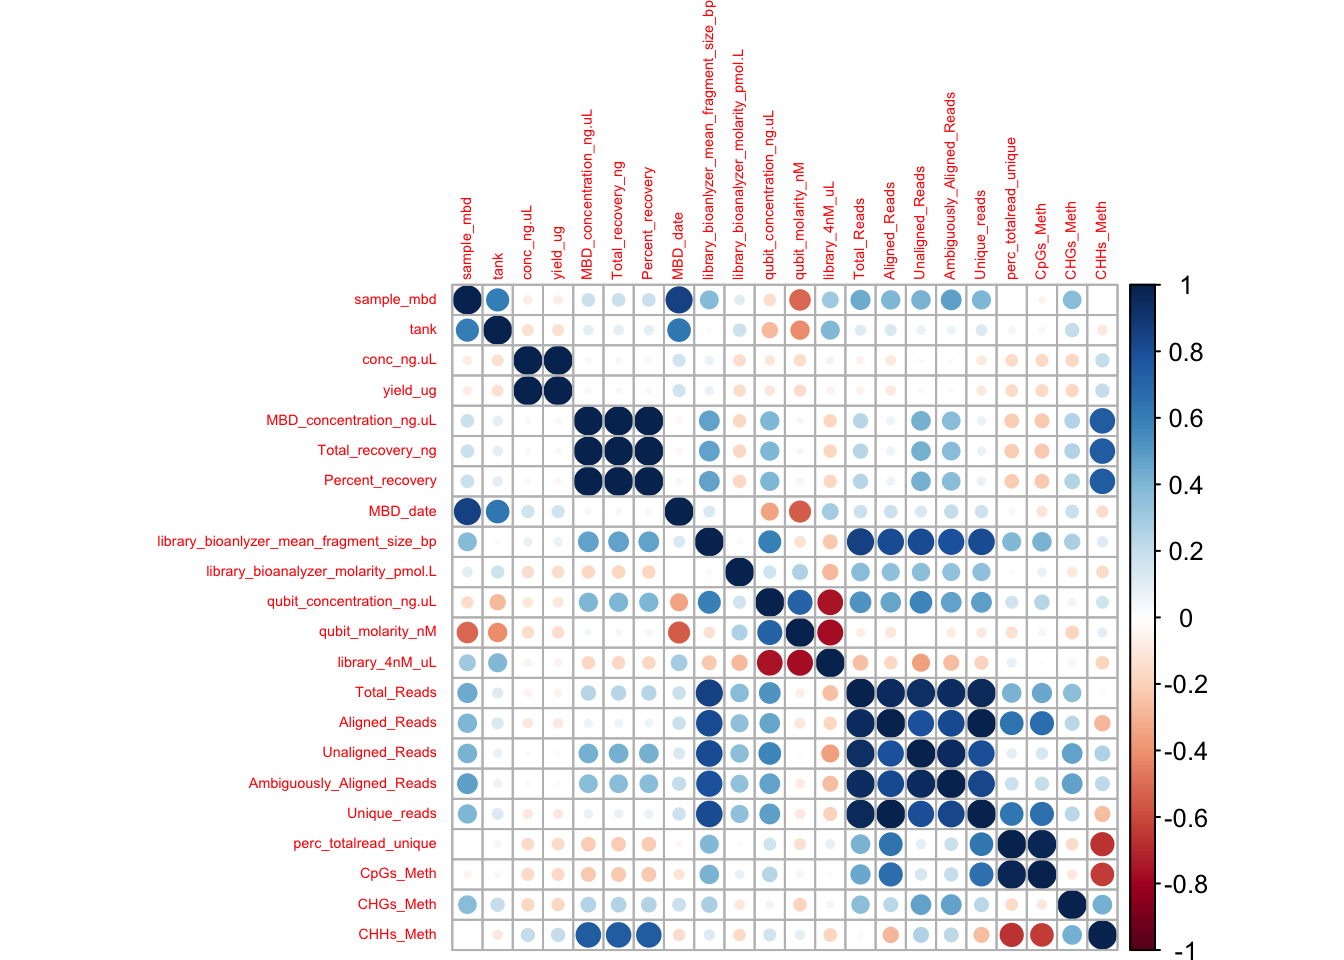 sample_mbd
tank
conc_ng.uL
yield_ug
MBD_concentration_ng.uL
Total_recovery_ng
Percent_recovery
MBD_date
library_bioanlyzer_mean_fragment_size_bp
library_bioanalyzer_molarity_pmol.L
qubit_concentration_ng.uL
qubit_molarity_nM
library_4nM_uL
Total_Reads
Aligned_Reads
Unaligned_Reads
Ambiguously_Aligned_Reads
Unique_reads
perc_totalread_unique
CpGs_Meth
CHGs_Meth
CHHs_Meth
sample_mbd
tank
conc_ng.uL
yield_ug
MBD_concentration_ng.uL
Total_recovery_ng
Percent_recovery
MBD_date
library_bioanlyzer_mean_fragment_size_bp
library_bioanalyzer_molarity_pmol.L
qubit_concentration_ng.uL
qubit_molarity_nM
library_4nM_uL
Total_Reads
Aligned_Reads
Unaligned_Reads
Ambiguously_Aligned_Reads
Unique_reads
perc_totalread_unique
CpGs_Meth
CHGs_Meth
CHHs_Meth
1
0.8
0.6
0.4
0.2
0
-0.2
-0.4
-0.6
-0.8
-1